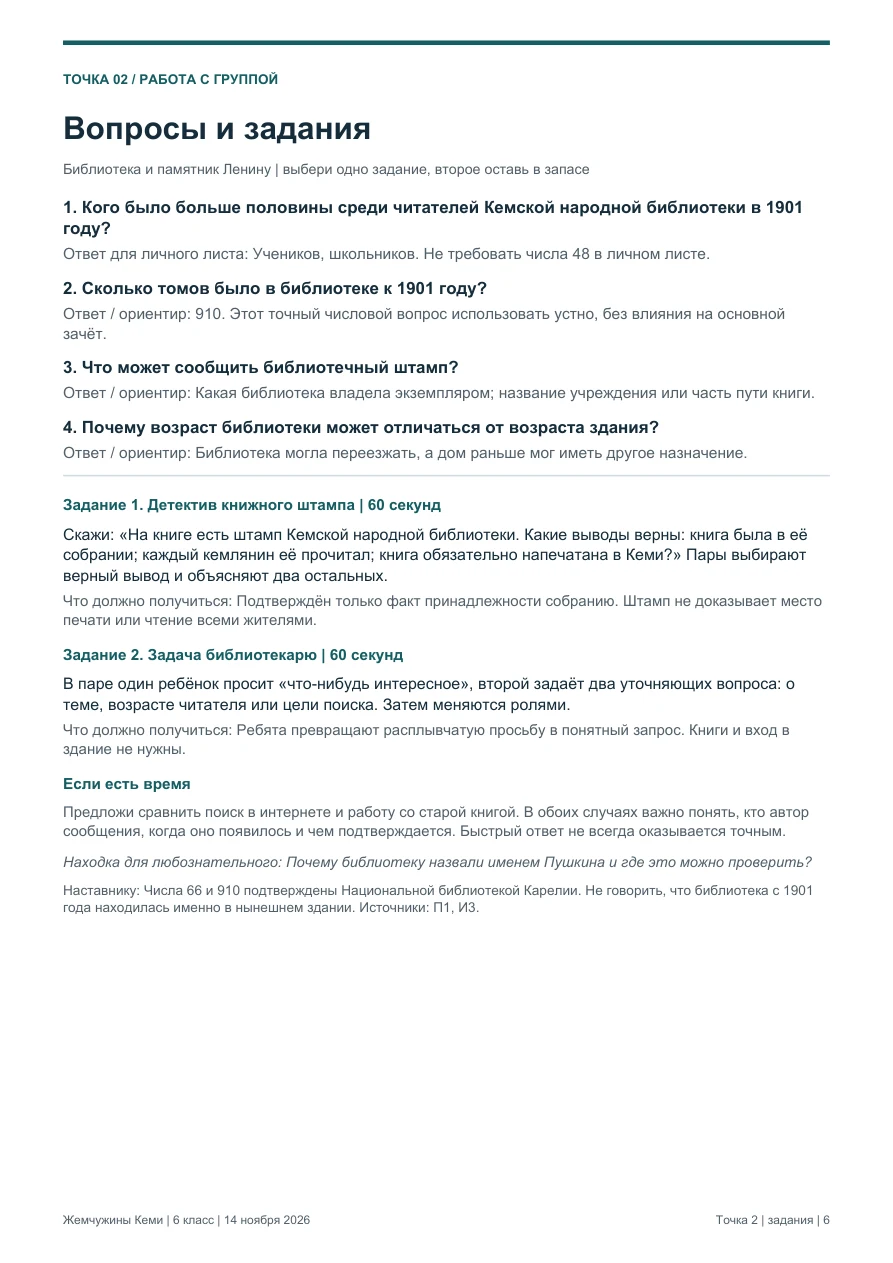 ТОЧКА 02 / РАБОТА С ГРУППОЙ
Вопросы и задания
Библиотека и памятник Ленину | выбери одно задание, второе оставь в запасе
1. Кого было больше половины среди читателей Кемской народной библиотеки в 1901
году?
Ответ для личного листа: Учеников, школьников. Не требовать числа 48 в личном листе.
2. Сколько томов было в библиотеке к 1901 году?
Ответ / ориентир: 910. Этот точный числовой вопрос использовать устно, без влияния на основной
зачёт.
3. Что может сообщить библиотечный штамп?
Ответ / ориентир: Какая библиотека владела экземпляром; название учреждения или часть пути книги.
4. Почему возраст библиотеки может отличаться от возраста здания?
Ответ / ориентир: Библиотека могла переезжать, а дом раньше мог иметь другое назначение.
Задание 1. Детектив книжного штампа | 60 секунд
Скажи: «На книге есть штамп Кемской народной библиотеки. Какие выводы верны: книга была в её
собрании; каждый кемлянин её прочитал; книга обязательно напечатана в Кеми?» Пары выбирают
верный вывод и объясняют два остальных.
Что должно получиться: Подтверждён только факт принадлежности собранию. Штамп не доказывает место
печати или чтение всеми жителями.
Задание 2. Задача библиотекарю | 60 секунд
В паре один ребёнок просит «что-нибудь интересное», второй задаёт два уточняющих вопроса: о
теме, возрасте читателя или цели поиска. Затем меняются ролями.
Что должно получиться: Ребята превращают расплывчатую просьбу в понятный запрос. Книги и вход в
здание не нужны.
Если есть время
Предложи сравнить поиск в интернете и работу со старой книгой. В обоих случаях важно понять, кто автор
сообщения, когда оно появилось и чем подтверждается. Быстрый ответ не всегда оказывается точным.
Находка для любознательного: Почему библиотеку назвали именем Пушкина и где это можно проверить?
Наставнику: Числа 66 и 910 подтверждены Национальной библиотекой Карелии. Не говорить, что библиотека с 1901
года находилась именно в нынешнем здании. Источники: П1, И3.
Жемчужины Кеми | 6 класс | 14 ноября 2026
Точка 2 | задания | 6